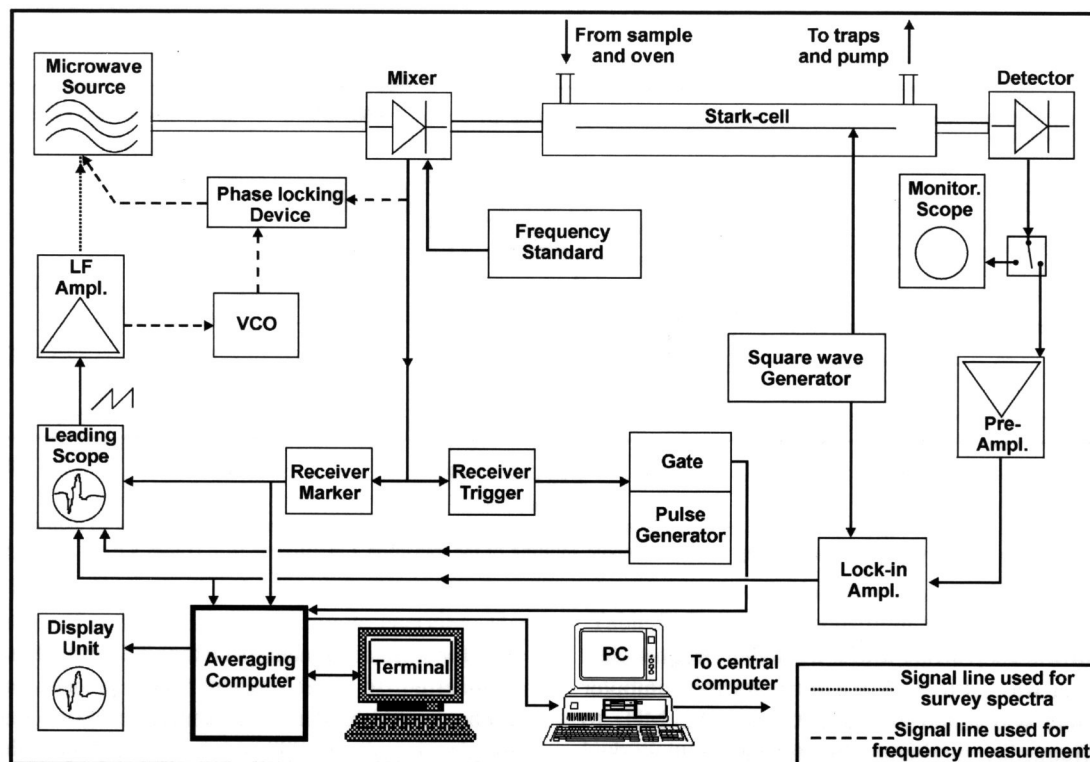 From sample
and oven
To traps
and pump
Microwave
Source
Mixer
Stark-cell
Detector
Phase locking
Device
Frequency
Standard
Monitor.
Scope
LF
Ampl.
VCO
Square wave
Generator
Pre-
Ampl.
Leading
Scope
Receiver
Marker
Receiver
Trigger
Gate
Pulse
Generator
Lock-in
Ampl.
Display
Unit
Averaging
Computer
Terminal
PC
To central
computer
Signal line used for
survey spectra
Signal line used for
frequency measurement